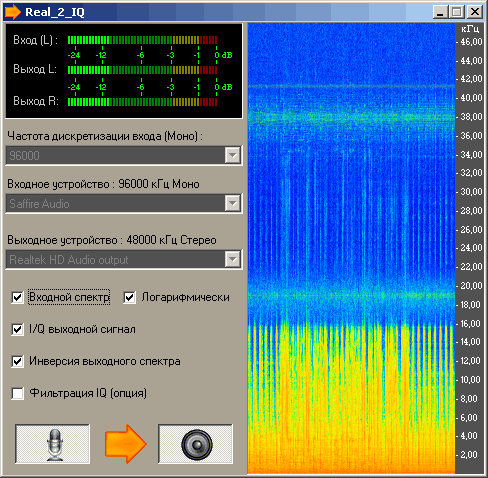 Real_2_IQ
Вход (L) :
-24 -12 -6 -3 -1 0 dB
Выход L:
-24 -12 -6 -3 -1 0 dB
Выход R:
Частота дискретизации входа (Моно) :
96000
Входное устройство : 96000 кГц Моно
Saffire Audio
Выходное устройство : 48000 кГц Стерео
Realtek HD Audio output
Входной спектр
Логарифмически
I/Q выходной сигнал
Инверсия выходного спектра
Фильтрация IQ (опция)
кГц
46,00
44,00
42,00
40,00
38,00
36,00
34,00
32,00
30,00
28,00
26,00
24,00
22,00
20,00
18,00
16,00
14,00
12,00
10,00
8,00
6,00
4,00
2,00